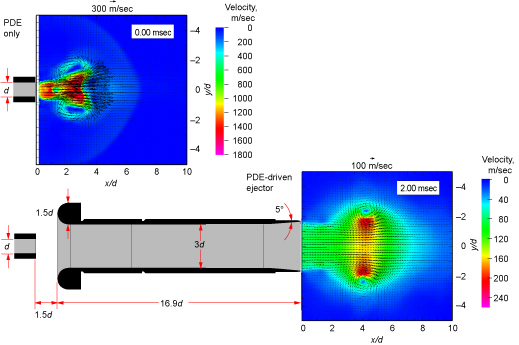 PDE
only
300 m/sec
0.00 msec
Velocity,
m/sec
0
200
400
600
800
1000
1200
1400
1600
1800
4
2
0
-2
-4
y/d
d
0 2 4 6 8 10
x/d
PDE-driven
ejector
100 m/sec
2.00 msec
Velocity,
m/sec
0
40
80
120
160
200
240
4
2
0
-2
-4
y/d
0 2 4 6 8 10
x/d
1.5d
5°
d
3d
16.9d
1.5d